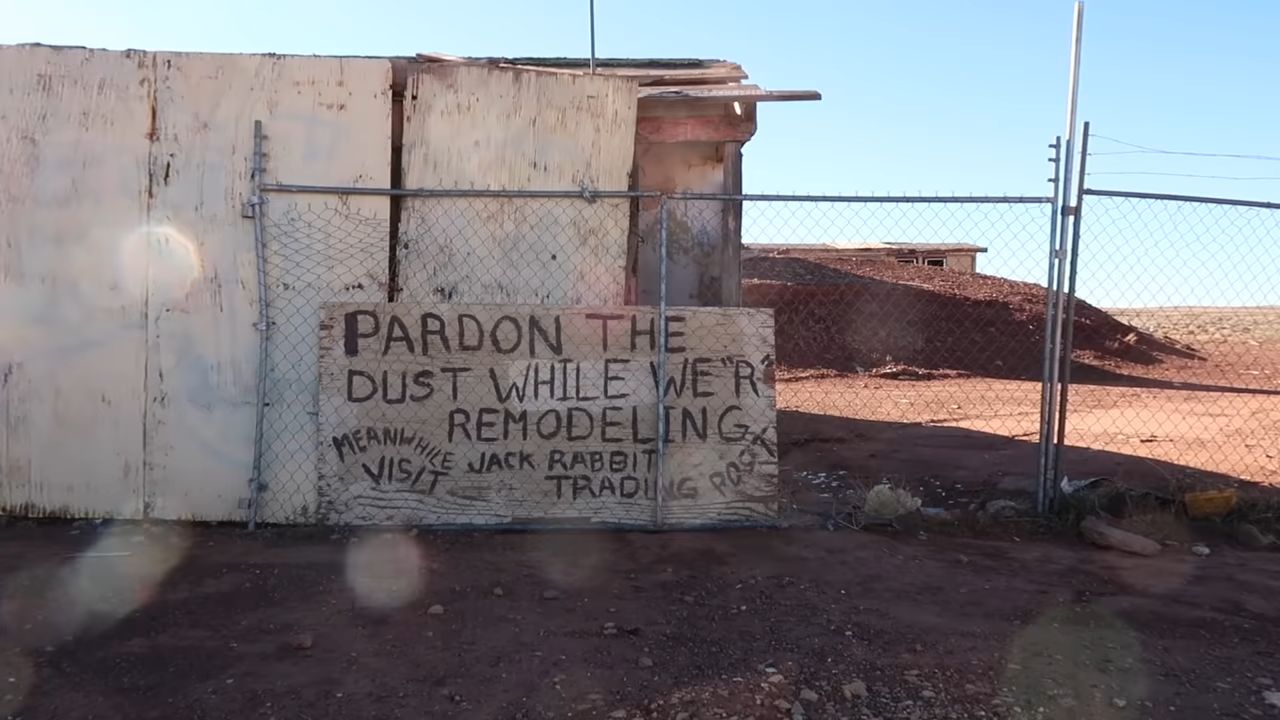 PARDON THE
DUST WHILE WE"R"
REMODELING
MEANWHILE
VISIT JACK RABBIT
TRADING POST